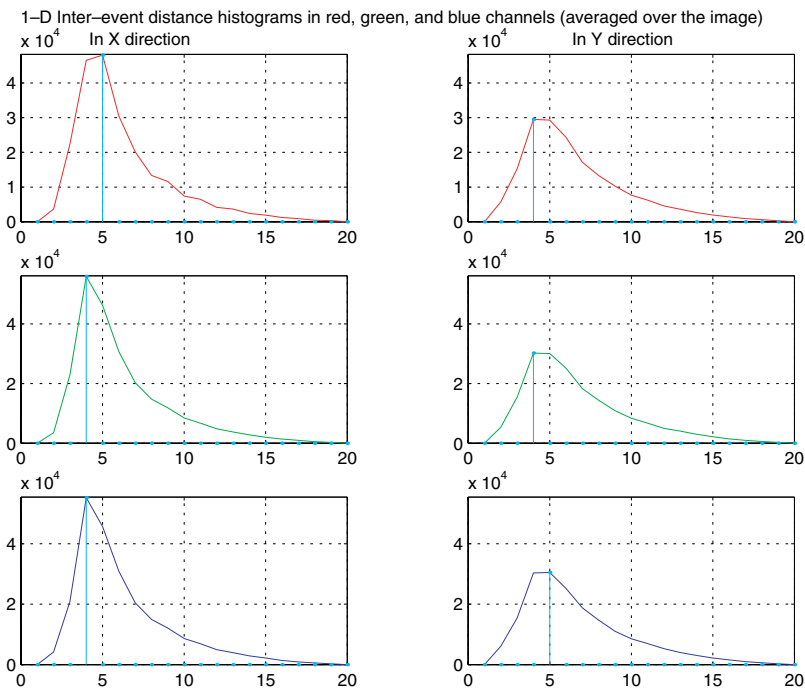 1–D Inter–event distance histograms in red, green, and blue channels (averaged over the image)
In X direction
In Y direction
x 10^4
4
3
2
1
0
0 5 10 15 20
x 10^4
4
3
2
1
0
0 5 10 15 20
x 10^4
4
2
0
0 5 10 15 20
x 10^4
4
2
0
0 5 10 15 20
x 10^4
4
2
0
0 5 10 15 20
x 10^4
4
2
0
0 5 10 15 20